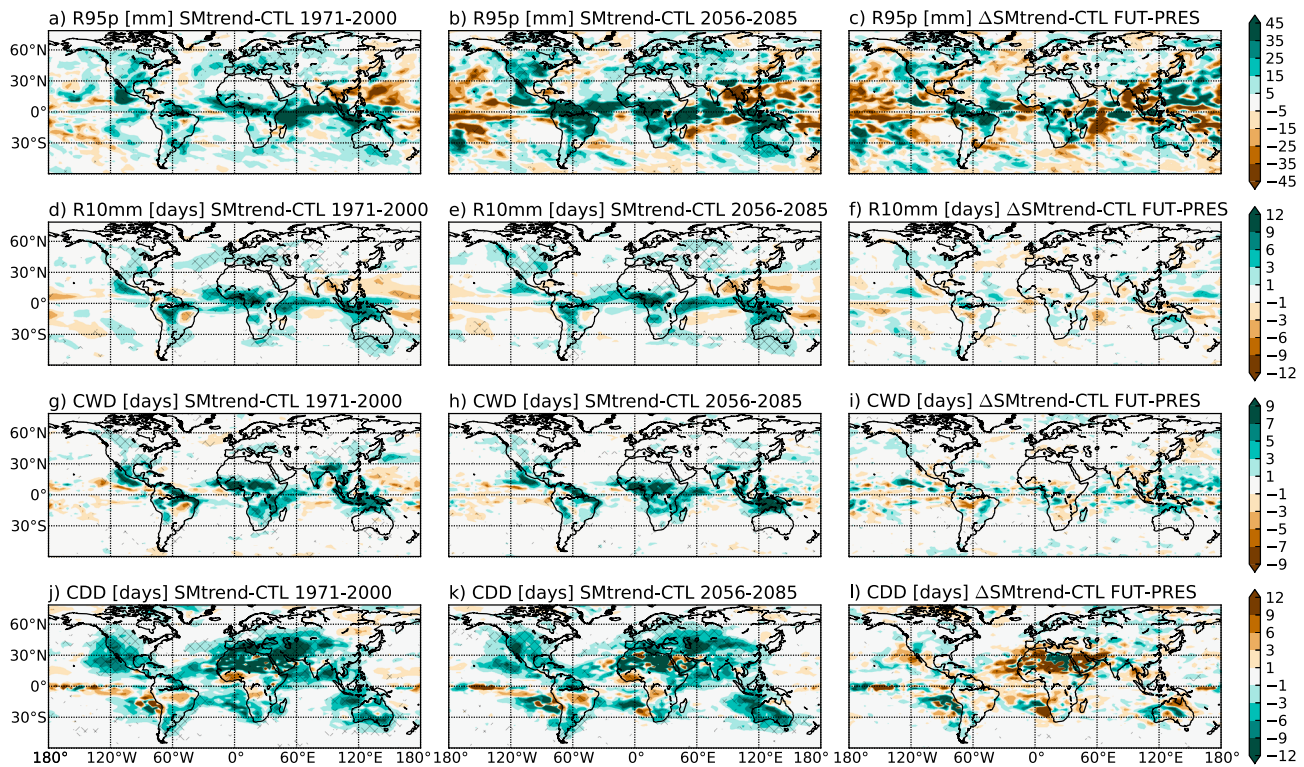 a) R95p [mm] SMtrend-CTL 1971-2000
b) R95p [mm] SMtrend-CTL 2056-2085
c) R95p [mm] ΔSMtrend-CTL FUT-PRES
60°N
30°N
0°
30°S
45
35
25
15
5
−5
−15
−25
−35
−45
d) R10mm [days] SMtrend-CTL 1971-2000
e) R10mm [days] SMtrend-CTL 2056-2085
f) R10mm [days] ΔSMtrend-CTL FUT-PRES
60°N
30°N
0°
30°S
12
9
6
3
1
−1
−3
−6
−9
−12
g) CWD [days] SMtrend-CTL 1971-2000
h) CWD [days] SMtrend-CTL 2056-2085
i) CWD [days] ΔSMtrend-CTL FUT-PRES
60°N
30°N
0°
30°S
9
7
5
3
1
−1
−3
−5
−7
−9
j) CDD [days] SMtrend-CTL 1971-2000
k) CDD [days] SMtrend-CTL 2056-2085
l) CDD [days] ΔSMtrend-CTL FUT-PRES
60°N
30°N
0°
30°S
12
9
6
3
1
−1
−3
−6
−9
−12
180° 120°W 60°W 0° 60°E 120°E 180°
120°W 60°W 0° 60°E 120°E 180°
120°W 60°W 0° 60°E 120°E 180°